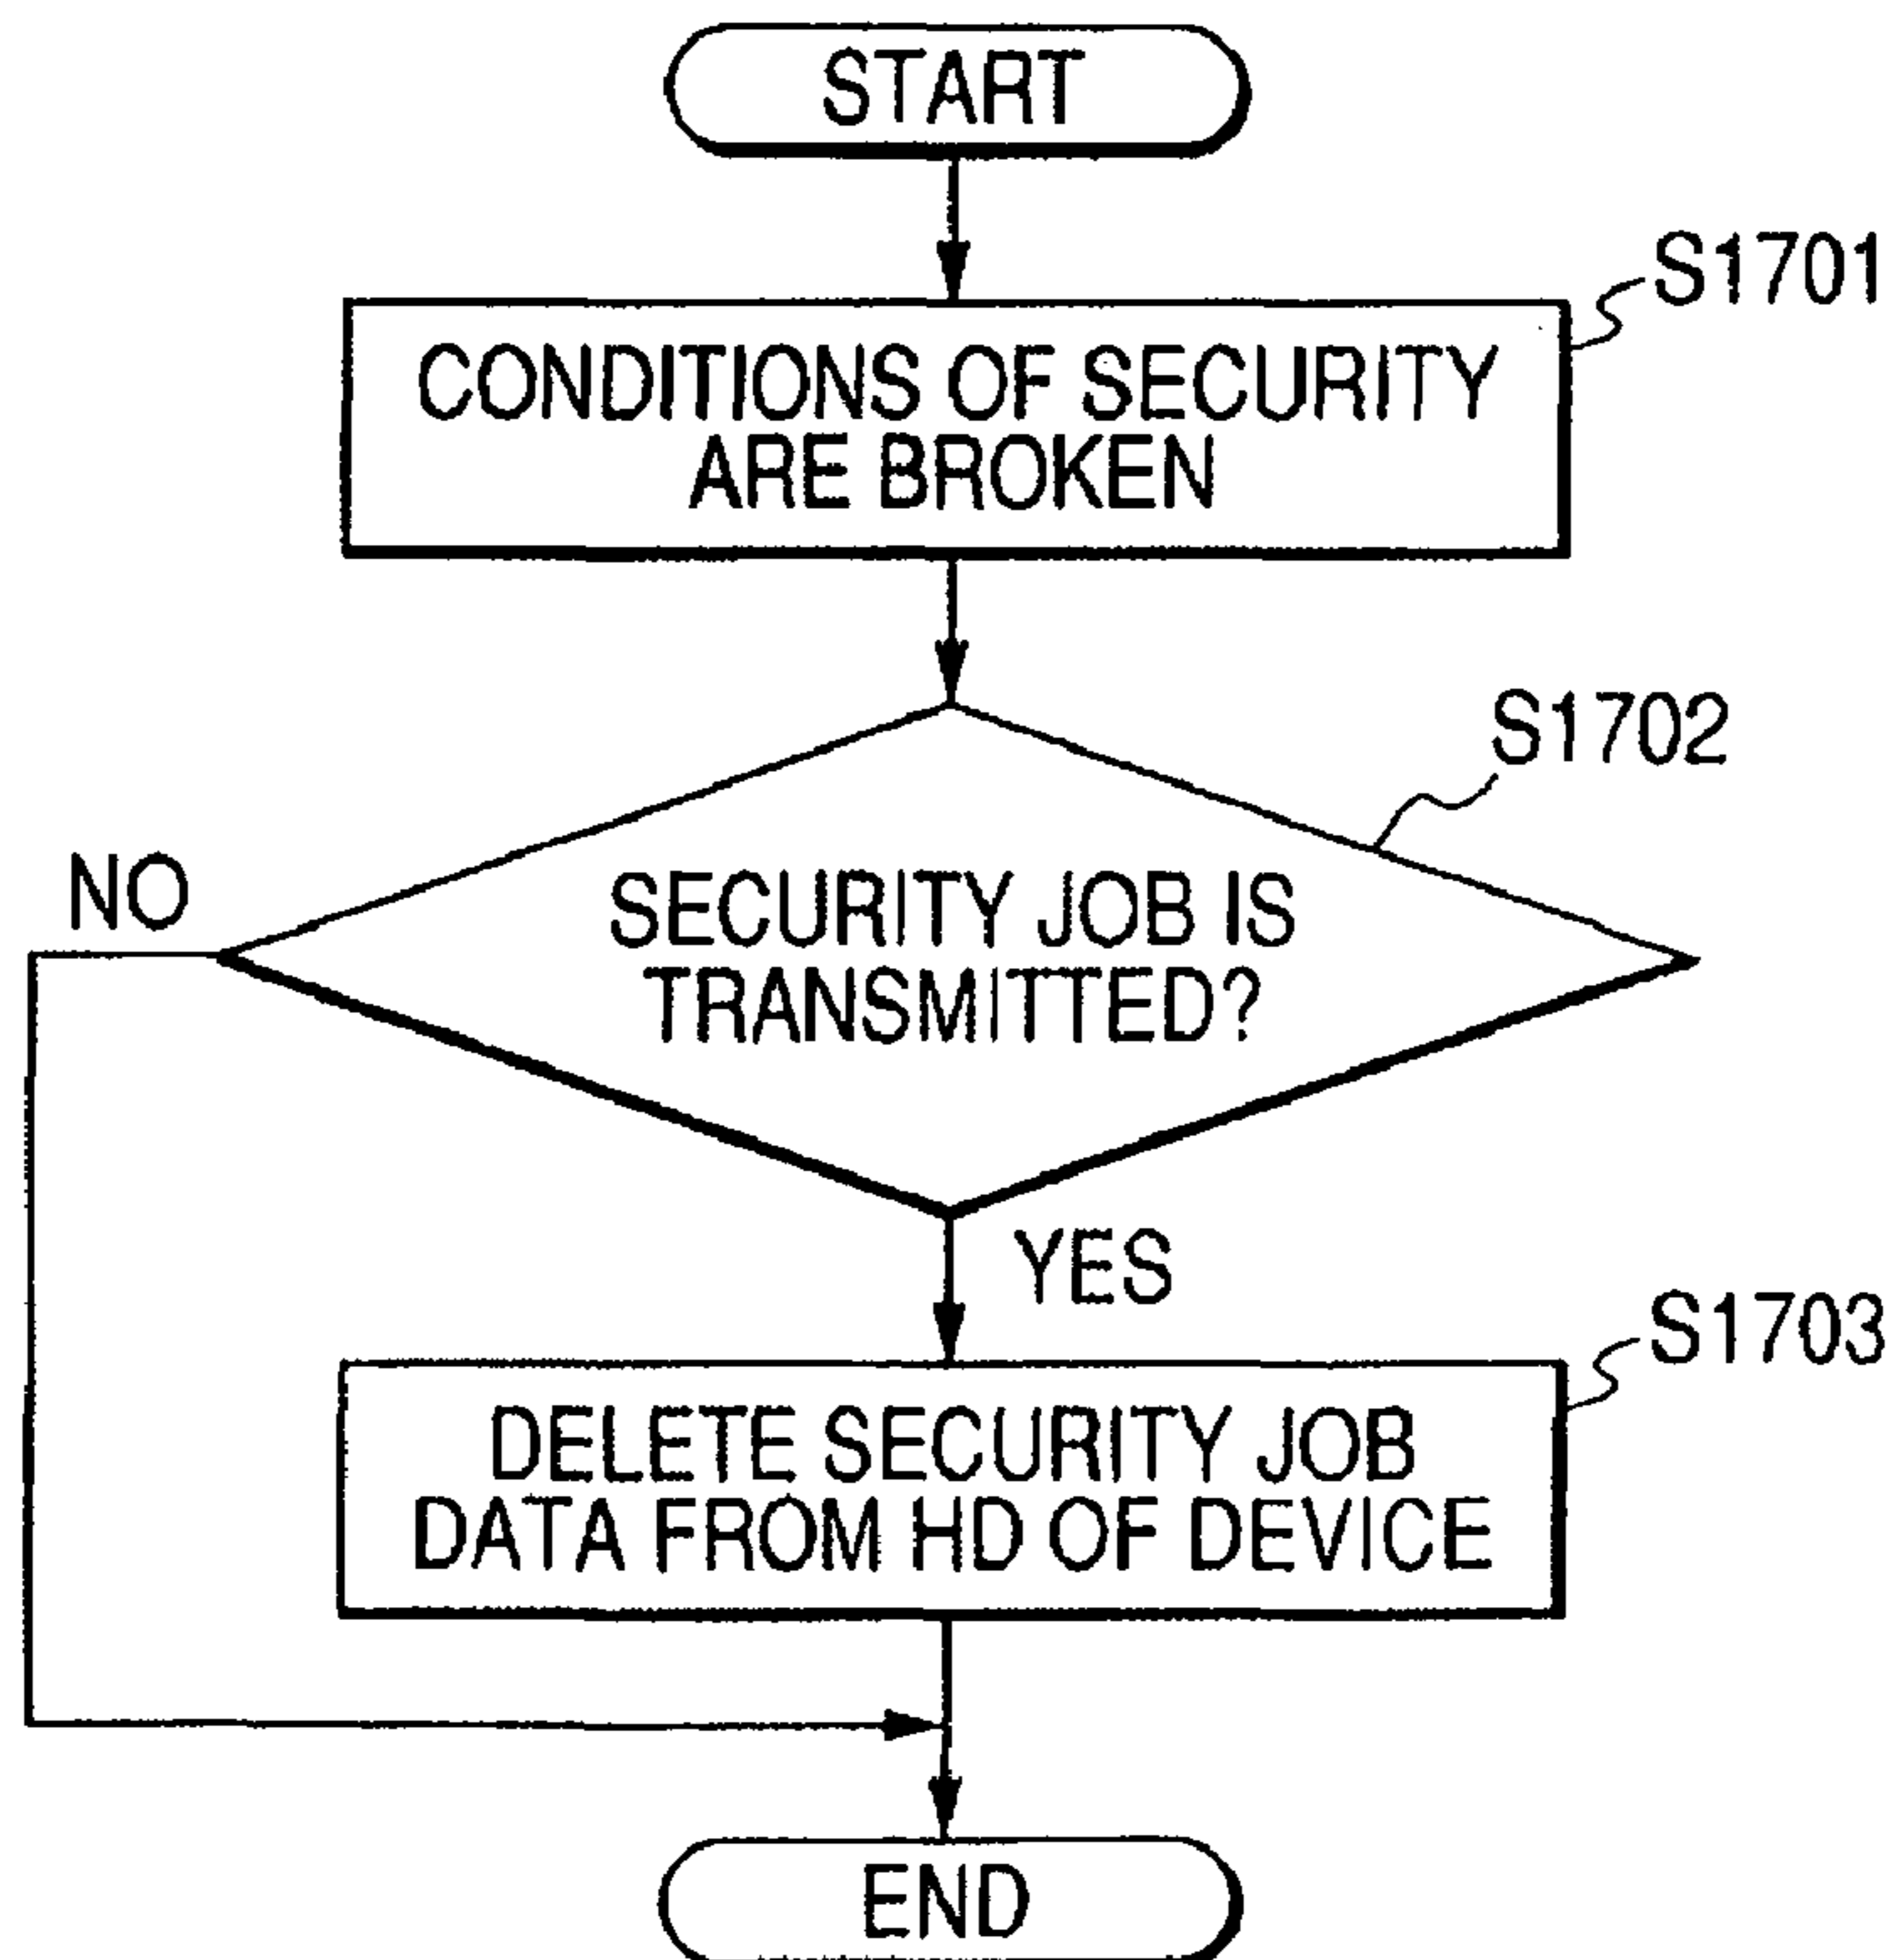 START
S1701
CONDITIONS OF SECURITY
ARE BROKEN
S1702
NO
SECURITY JOB IS
TRANSMITTED?
YES
S1703
DELETE SECURITY JOB
DATA FROM HD OF DEVICE
END